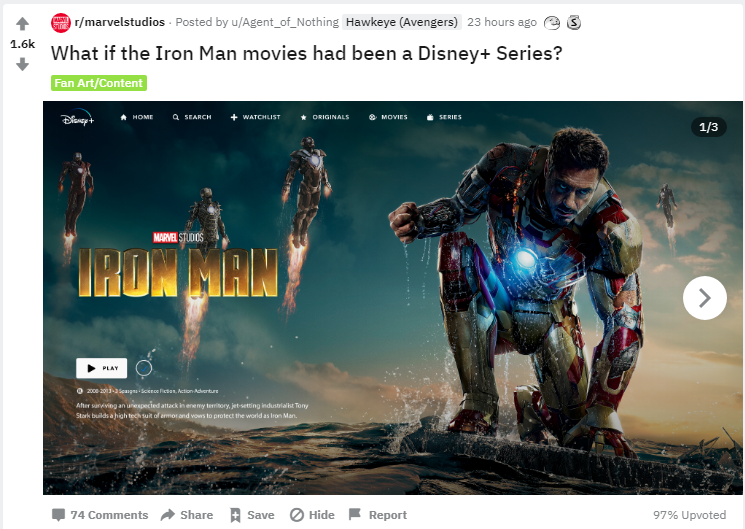 r/marvelstudios · Posted by u/Agent_of_Nothing Hawkeye (Avengers) 23 hours ago
1.6k
What if the Iron Man movies had been a Disney+ Series?
Fan Art/Content
Disney+ HOME SEARCH WATCHLIST ORIGINALS MOVIES SERIES
1/3
MARVEL STUDIOS
IRON MAN
PLAY
2008-2013 • 3 Seasons • Science Fiction, Action-Adventure
After surviving an unexpected attack in enemy territory, jet-setting industrialist Tony
Stark builds a high tech suit of armor and vows to protect the world as Iron Man.
74 Comments Share Save Hide Report 97% Upvoted